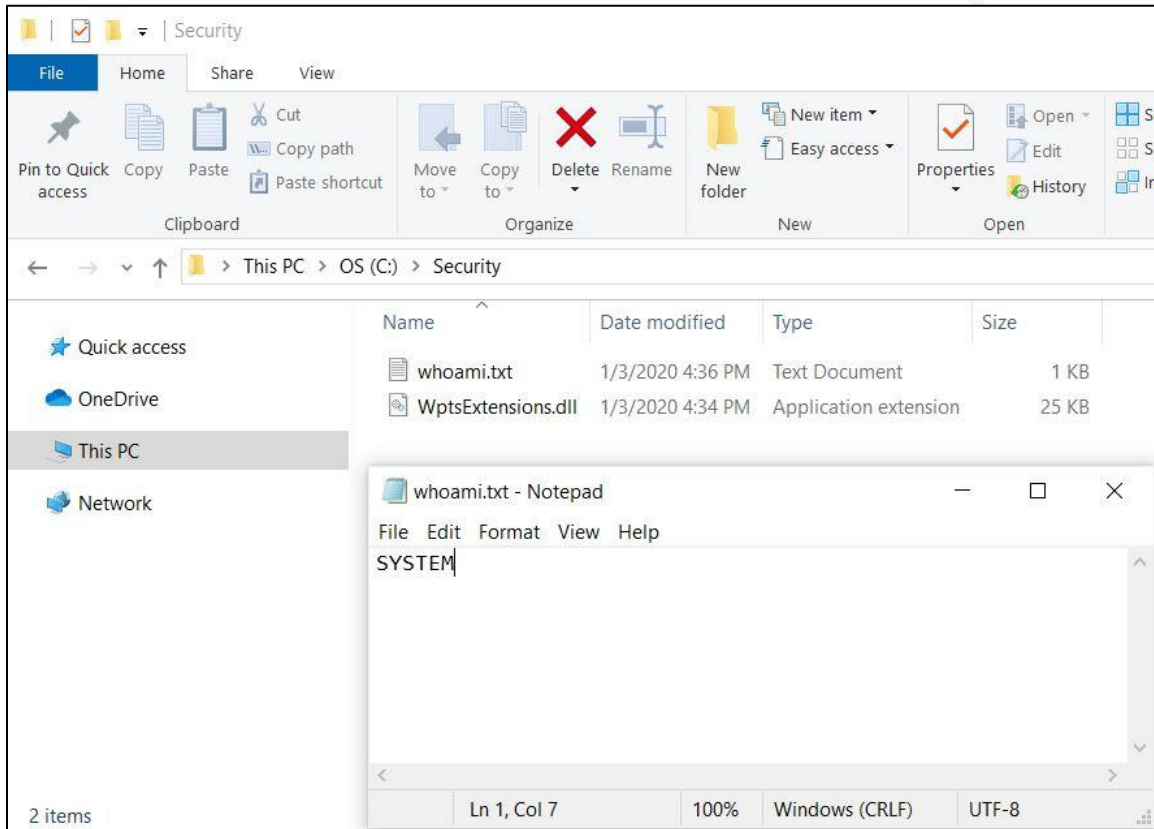 Security
File Home Share View
Pin to Quick access
Copy
Paste
Cut
Copy path
Paste shortcut
Clipboard
Move to
Copy to
Delete
Rename
Organize
New folder
New item
Easy access
New
Properties
Open
Edit
History
Open
This PC > OS (C:) > Security
Quick access
OneDrive
This PC
Network
Name Date modified Type Size
whoami.txt 1/3/2020 4:36 PM Text Document 1 KB
WptsExtensions.dll 1/3/2020 4:34 PM Application extension 25 KB
whoami.txt - Notepad
File Edit Format View Help
SYSTEM
Ln 1, Col 7 100% Windows (CRLF) UTF-8
2 items